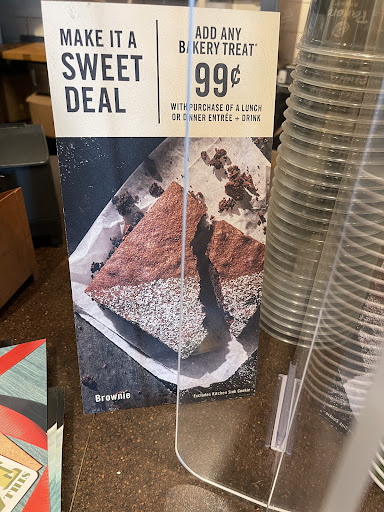 MAKE IT A
SWEET
DEAL
ADD ANY
BAKERY TREAT*
99¢
WITH PURCHASE OF A LUNCH
OR DINNER ENTRÉE + DRINK
Brownie
Excludes Kitchen Sink Cookie